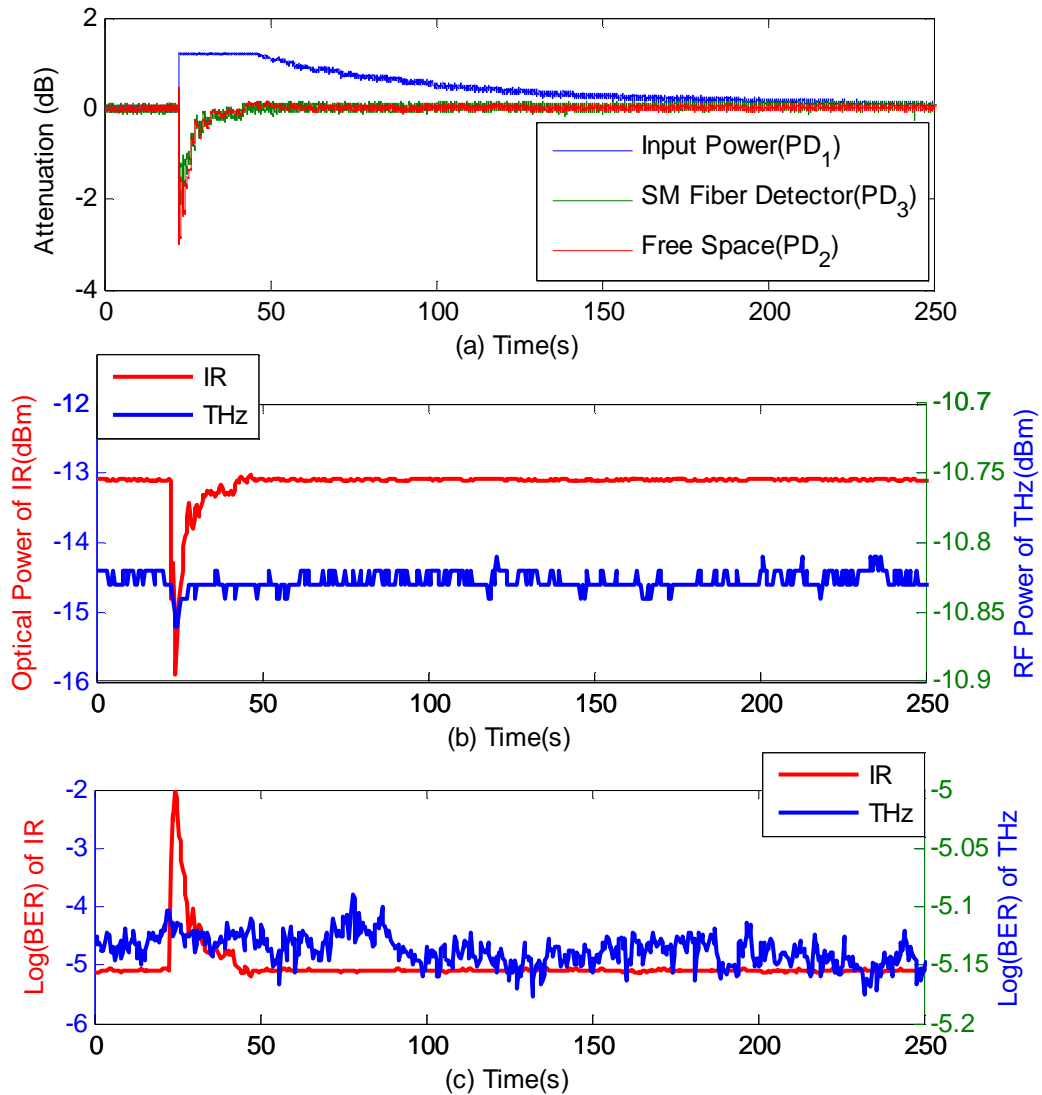 2
0
-2
-4
Attenuation (dB)
Input Power(PD1)
SM Fiber Detector(PD3)
Free Space(PD2)
0 50 100 150 200 250
(a) Time(s)
IR
THz
-12
-13
-14
-15
-16
Optical Power of IR(dBm)
-10.7
-10.75
-10.8
-10.85
-10.9
RF Power of THz(dBm)
0 50 100 150 200 250
(b) Time(s)
IR
THz
-2
-3
-4
-5
-6
Log(BER) of IR
-5
-5.05
-5.1
-5.15
-5.2
Log(BER) of THz
0 50 100 150 200 250
(c) Time(s)